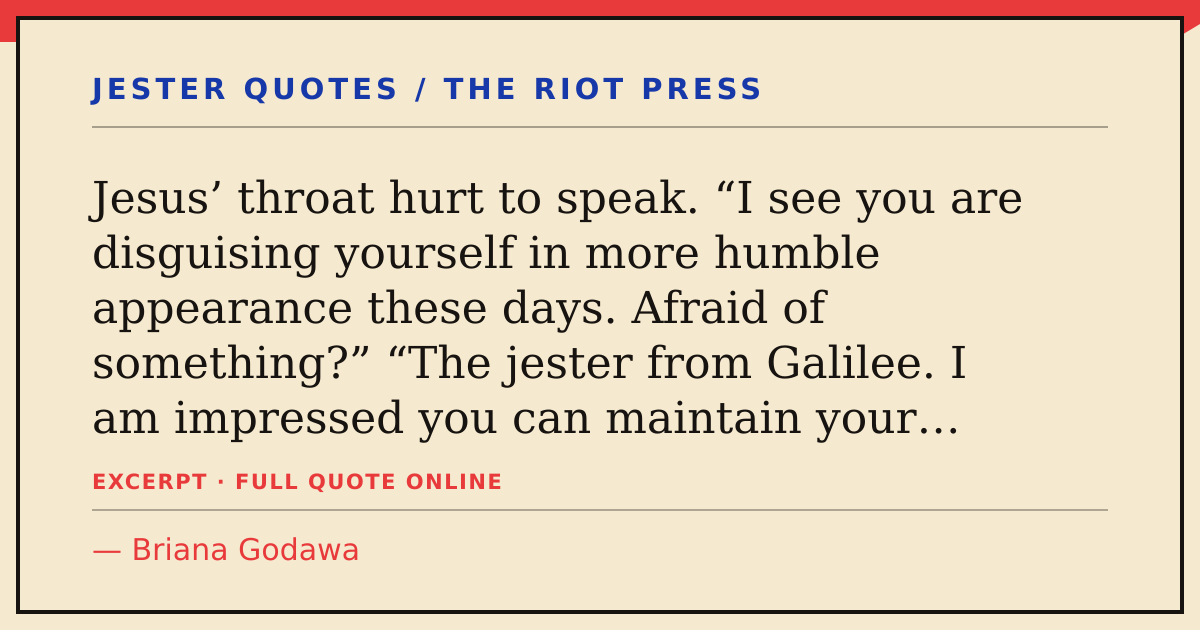 JESTER QUOTES / THE RIOT PRESS
Jesus’ throat hurt to speak. “I see you are
disguising yourself in more humble
appearance these days. Afraid of
something?” “The jester from Galilee. I
am impressed you can maintain your…
EXCERPT · FULL QUOTE ONLINE
— Briana Godawa